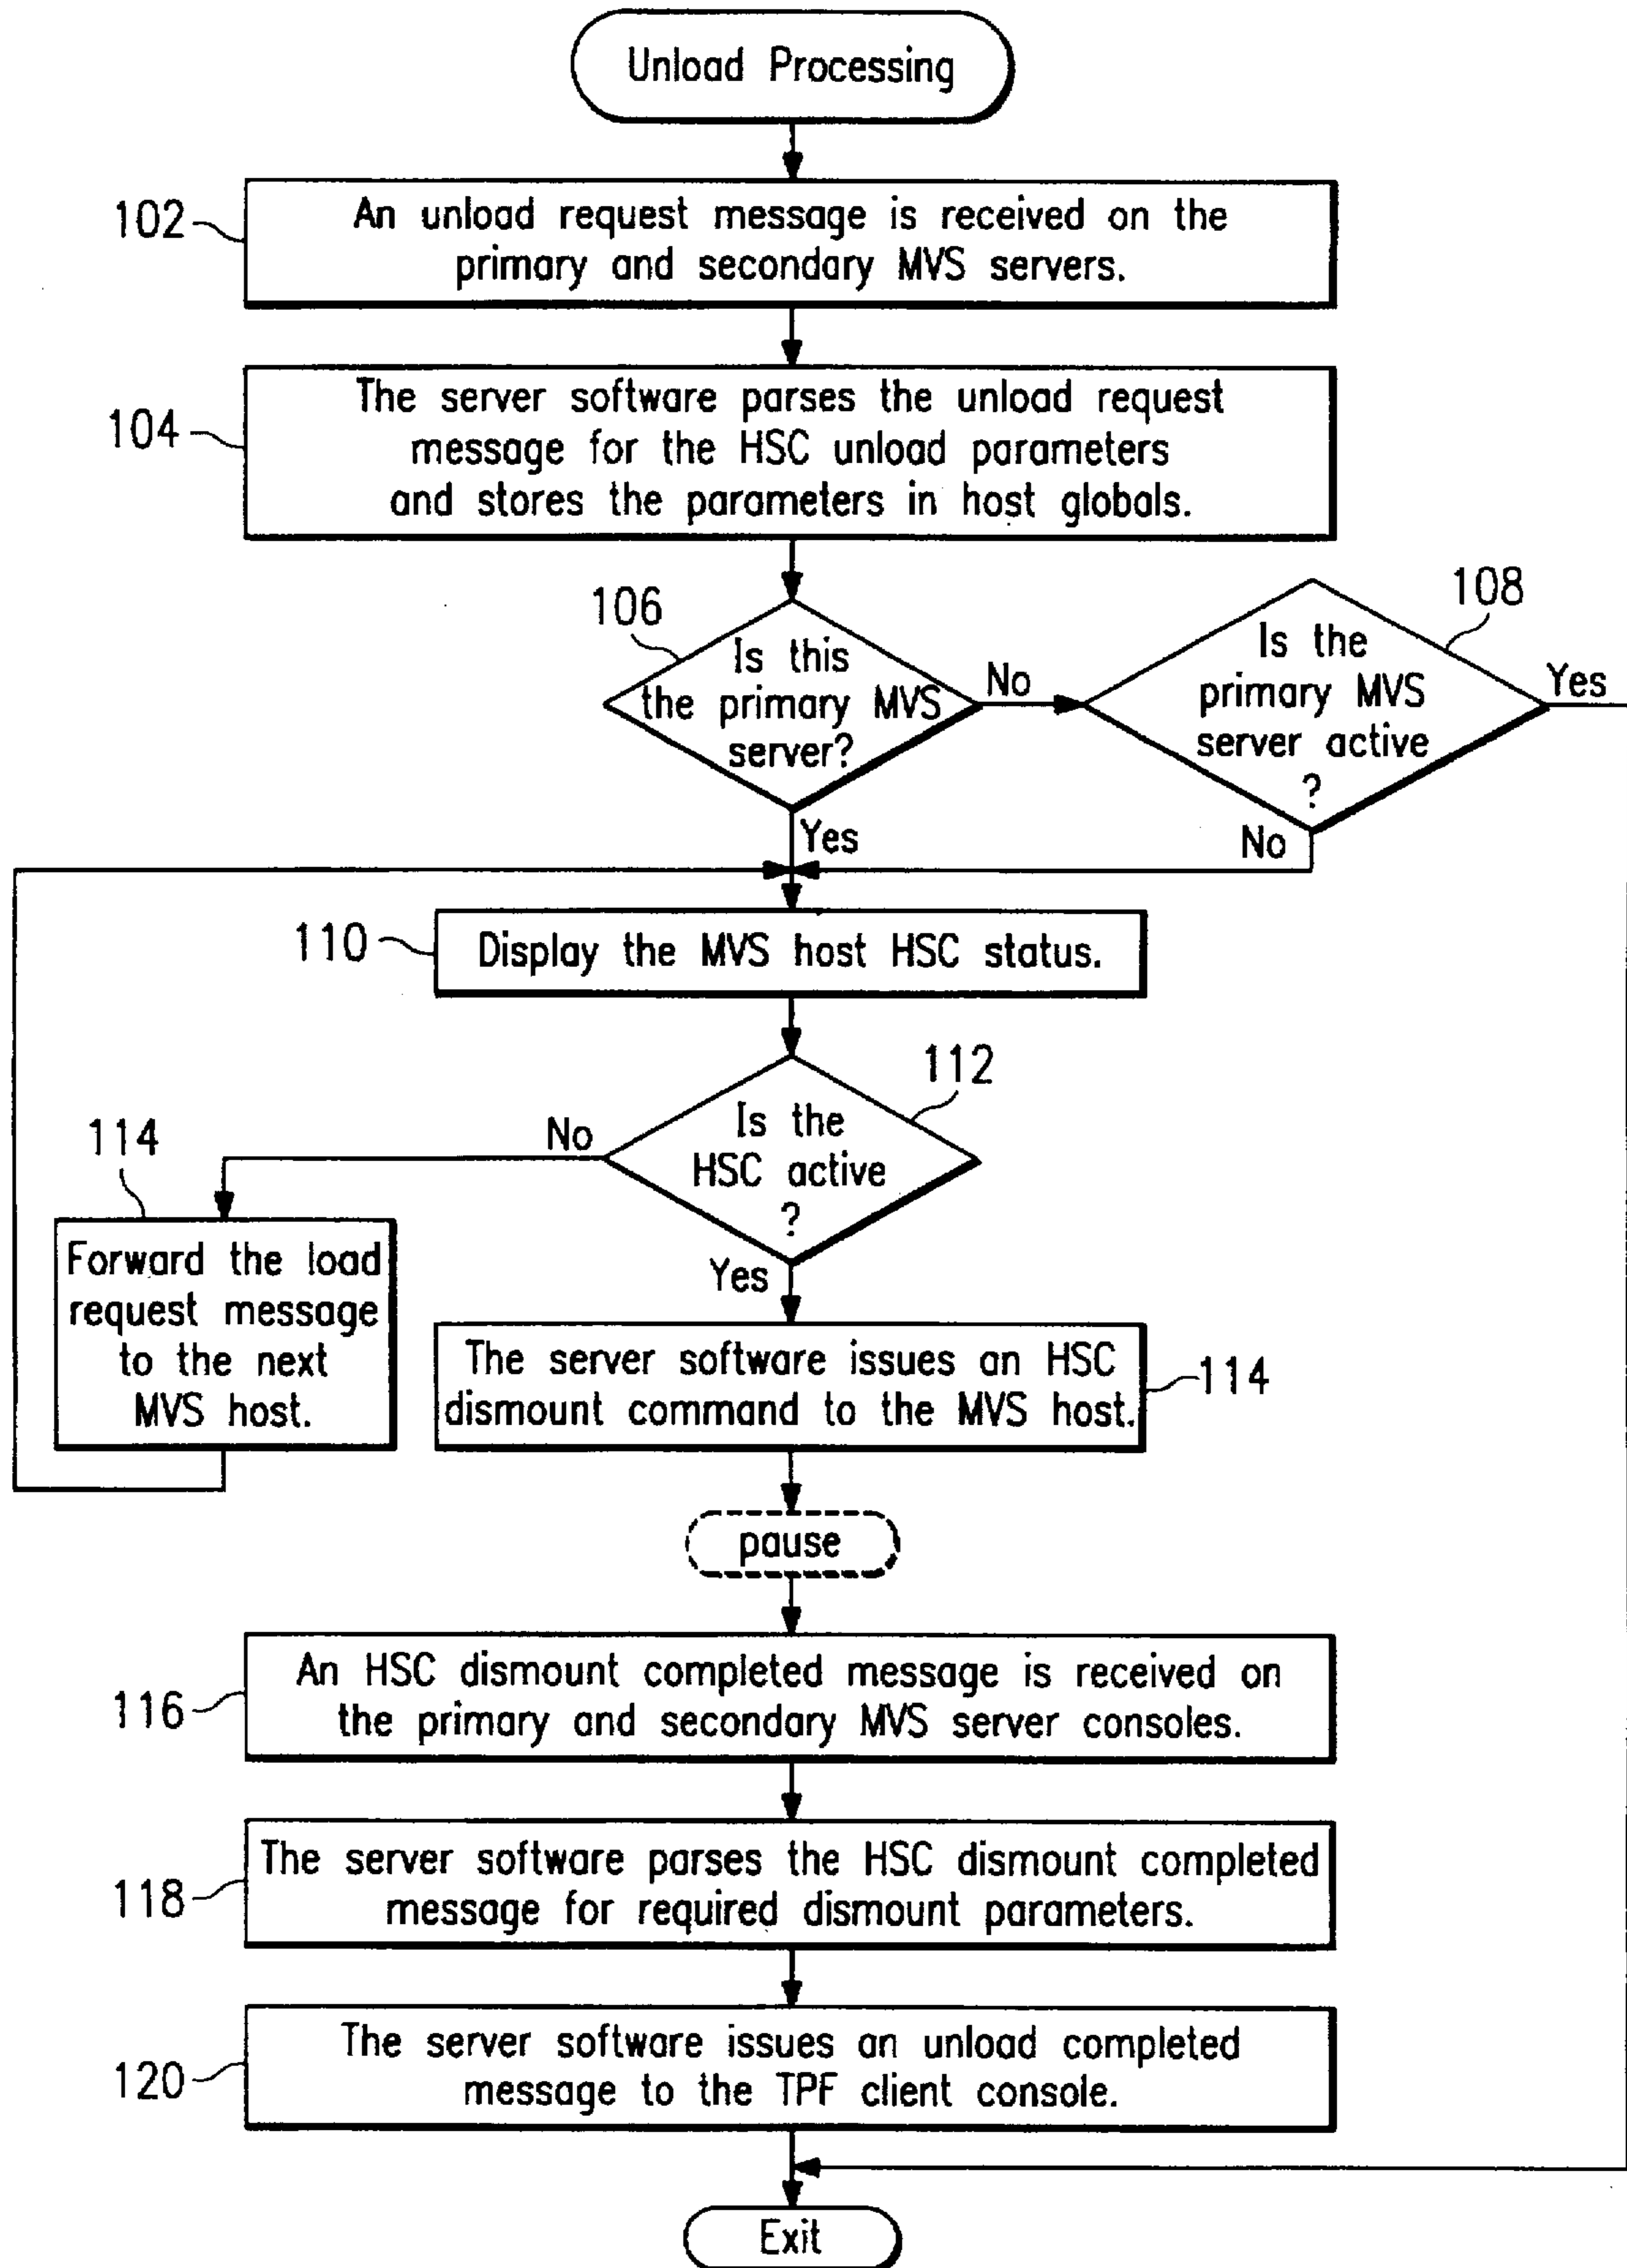 Unload Processing
102
An unload request message is received on the
primary and secondary MVS servers.
104
The server software parses the unload request
message for the HSC unload parameters
and stores the parameters in host globals.
106
Is this
the primary MVS
server?
No
108
Is the
primary MVS
server active
?
Yes
Yes
No
110
Display the MVS host HSC status.
112
Is the
HSC active
?
No
114
Forward the load
request message
to the next
MVS host.
Yes
The server software issues an HSC
dismount command to the MVS host.
114
pause
116
An HSC dismount completed message is received on
the primary and secondary MVS server consoles.
118
The server software parses the HSC dismount completed
message for required dismount parameters.
120
The server software issues an unload completed
message to the TPF client console.
Exit